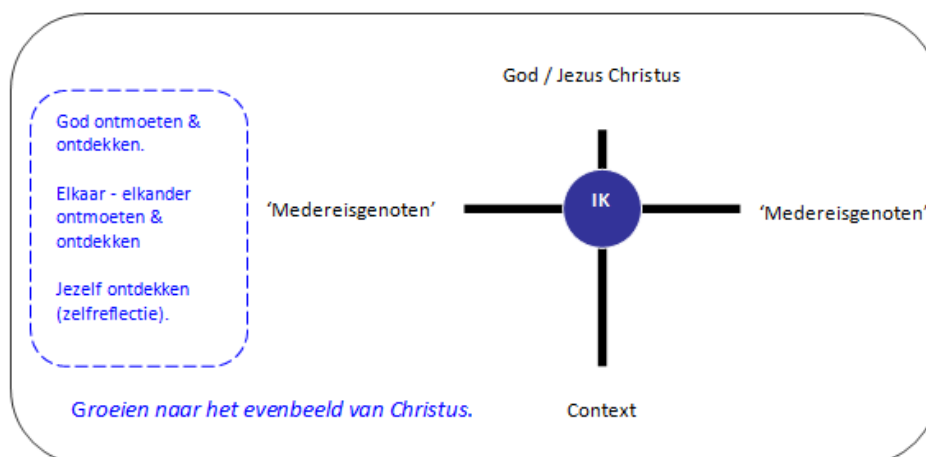 God / Jezus Christus
God ontmoeten &
ontdekken.
Elkaar - elkander
ontmoeten &
ontdekken
Jezelf ontdekken
(zelfreflectie).
‘Medereisgenoten’
IK
‘Medereisgenoten’
Groeien naar het evenbeeld van Christus.
Context